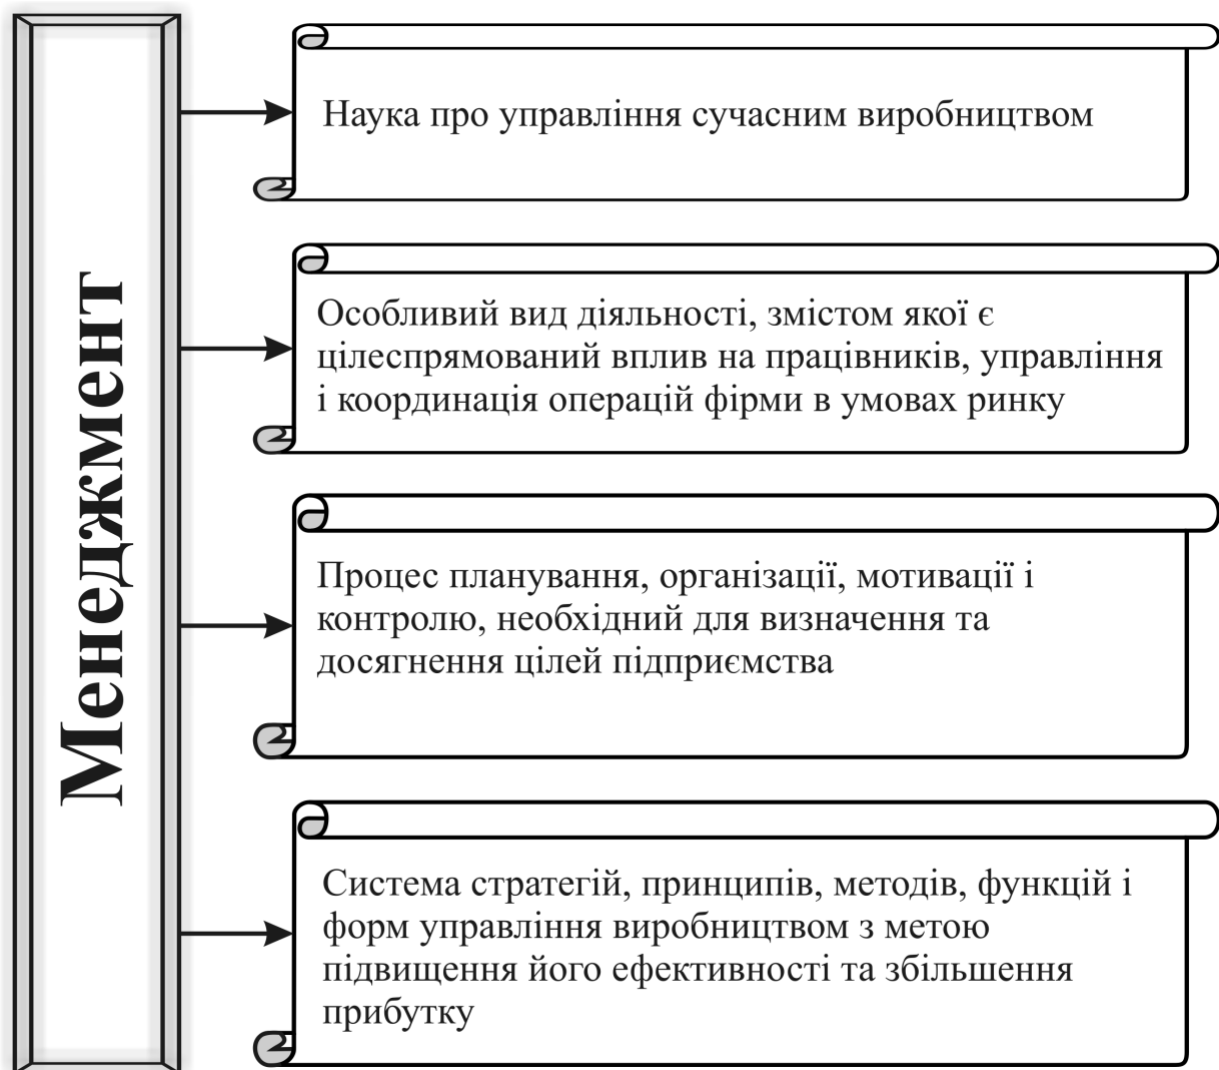 Менеджмент
Наука про управління сучасним виробництвом
Особливий вид діяльності, змістом якої є
цілеспрямований вплив на працівників, управління
і координація операцій фірми в умовах ринку
Процес планування, організації, мотивації і
контролю, необхідний для визначення та
досягнення цілей підприємства
Система стратегій, принципів, методів, функцій і
форм управління виробництвом з метою
підвищення його ефективності та збільшення
прибутку